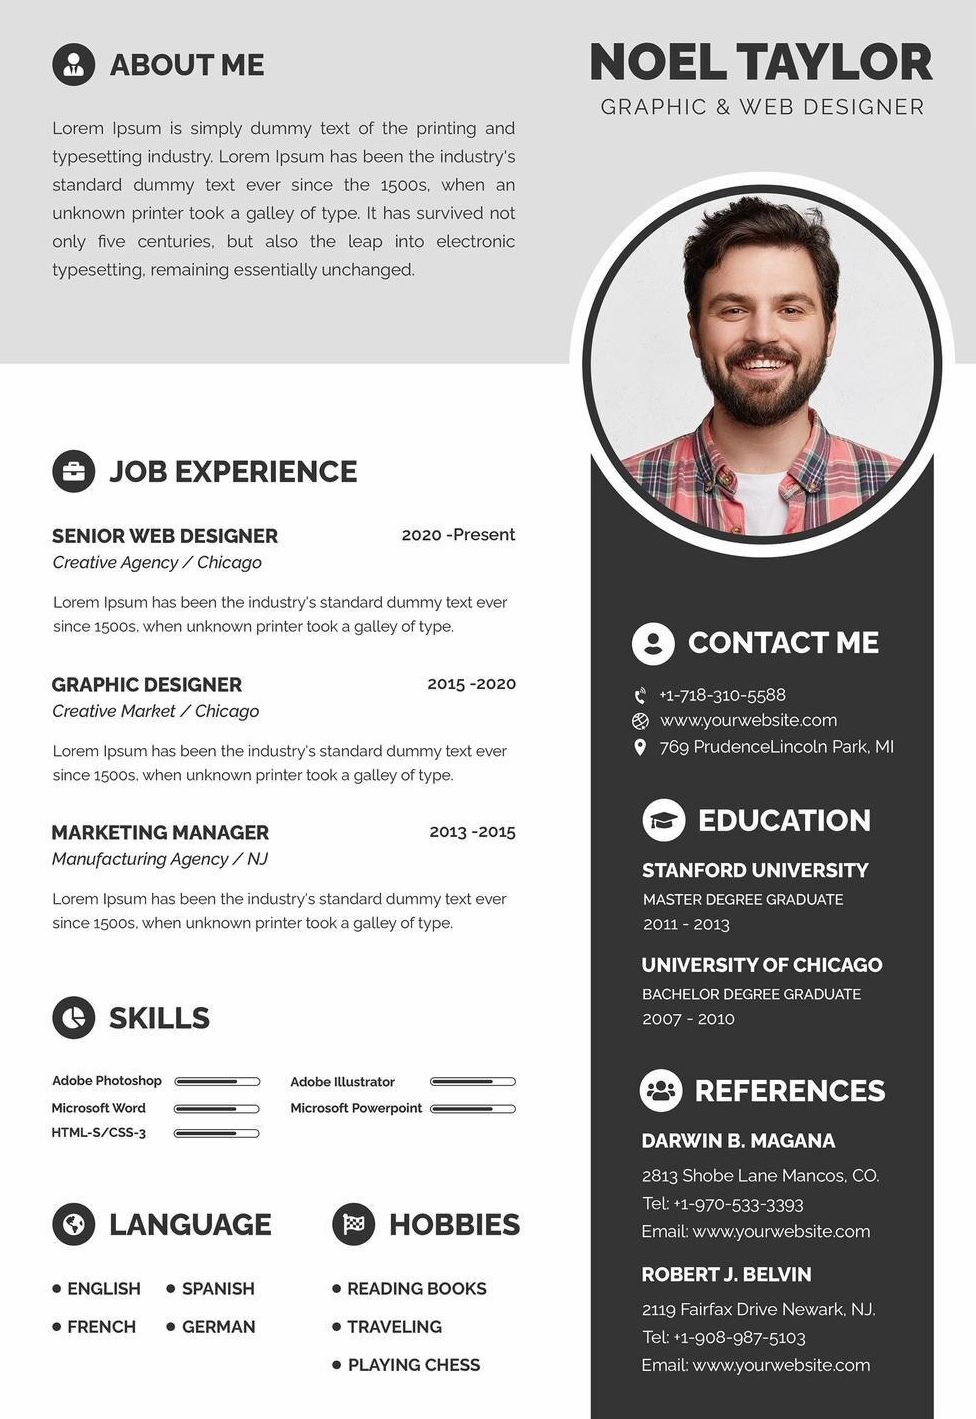 ABOUT ME
Lorem Ipsum is simply dummy text of the printing and
typesetting industry. Lorem Ipsum has been the industry's
standard dummy text ever since the 1500s, when an
unknown printer took a galley of type. It has survived not
only five centuries, but also the leap into electronic
typesetting, remaining essentially unchanged.
NOEL TAYLOR
GRAPHIC & WEB DESIGNER
JOB EXPERIENCE
SENIOR WEB DESIGNER
2020 -Present
Creative Agency / Chicago
Lorem Ipsum has been the industry's standard dummy text ever
since 1500s, when unknown printer took a galley of type.
GRAPHIC DESIGNER
2015 -2020
Creative Market / Chicago
Lorem Ipsum has been the industry's standard dummy text ever
since 1500s, when unknown printer took a galley of type.
MARKETING MANAGER
2013 -2015
Manufacturing Agency / NJ
Lorem Ipsum has been the industry's standard dummy text ever
since 1500s, when unknown printer took a galley of type.
SKILLS
Adobe Photoshop
Adobe Illustrator
Microsoft Word
Microsoft Powerpoint
HTML-S/CSS-3
LANGUAGE
ENGLISH
SPANISH
FRENCH
GERMAN
HOBBIES
READING BOOKS
TRAVELING
PLAYING CHESS
CONTACT ME
+1-718-310-5588
www.yourwebsite.com
769 PrudenceLincoln Park, MI
EDUCATION
STANFORD UNIVERSITY
MASTER DEGREE GRADUATE
2011 - 2013
UNIVERSITY OF CHICAGO
BACHELOR DEGREE GRADUATE
2007 - 2010
REFERENCES
DARWIN B. MAGANA
2813 Shobe Lane Mancos, CO.
Tel: +1-970-533-3393
Email: www.yourwebsite.com
ROBERT J. BELVIN
2119 Fairfax Drive Newark, NJ.
Tel: +1-908-987-5103
Email: www.yourwebsite.com